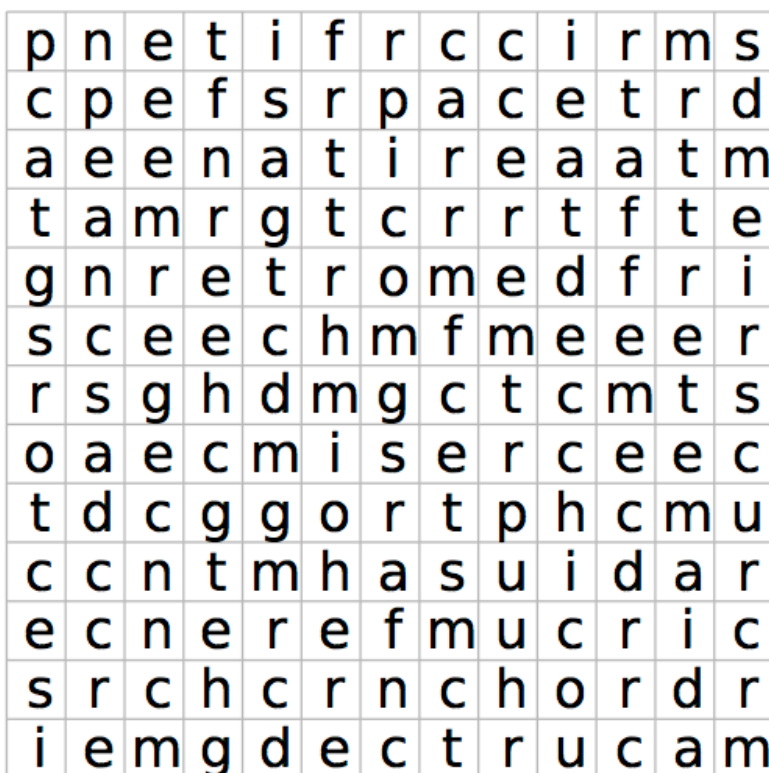 p n e t i f r c c i r m s
c p e f s r p a c e t r d
a e e n a t i r e a a t m
t a m r g t c r r t f t e
g n r e t r o m e d f r i
s c e e c h m f m e e e r
r s g h d m g c t c m t s
o a e c m i s e r c e e c
t d c g g o r t p h c m u
c c n t m h a s u i d a r
e c n e r e f m u c r i c
s r c h c r n c h o r d r
i e m g d e c t r u c a m